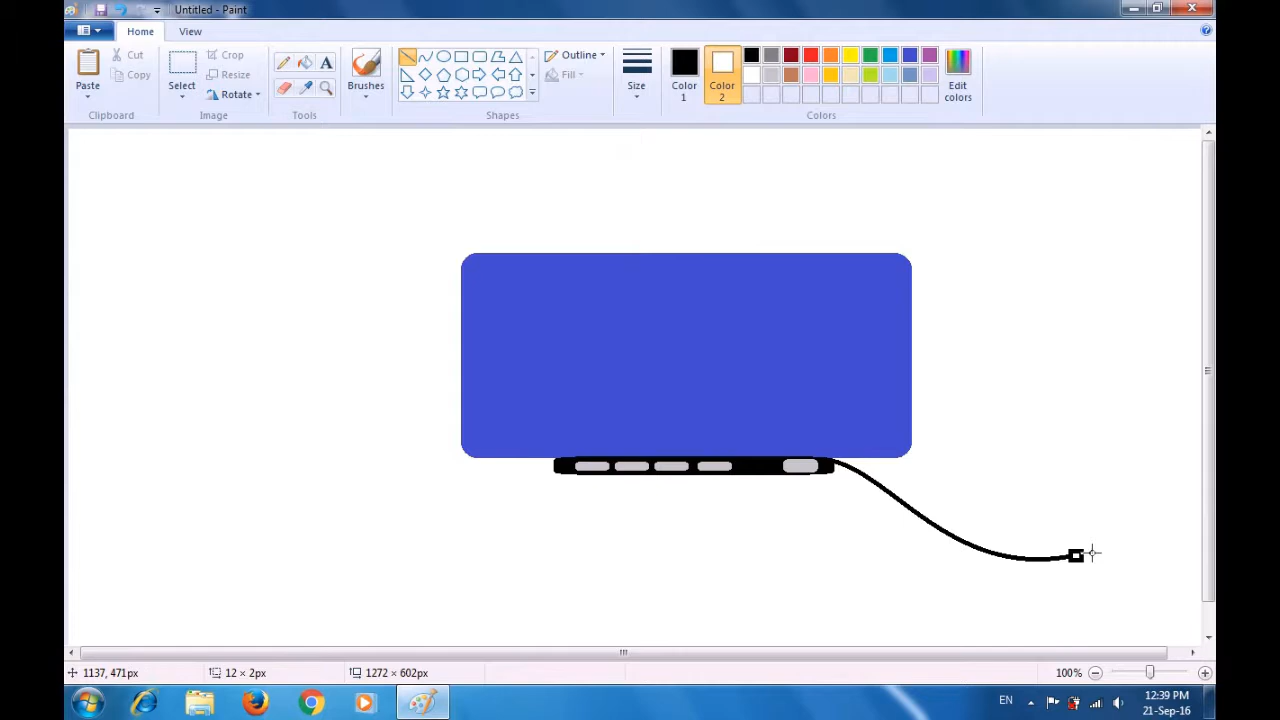 Untitled - Paint
Home View
Paste
Cut
Copy
Clipboard
Select
Crop
Resize
Rotate
Image
A
Tools
Brushes
Shapes
Outline
Fill
Size
Color 1
Color 2
Edit colors
Colors
1137, 471px
12 × 2px
1272 × 602px
100%
EN
12:39 PM
21-Sep-16